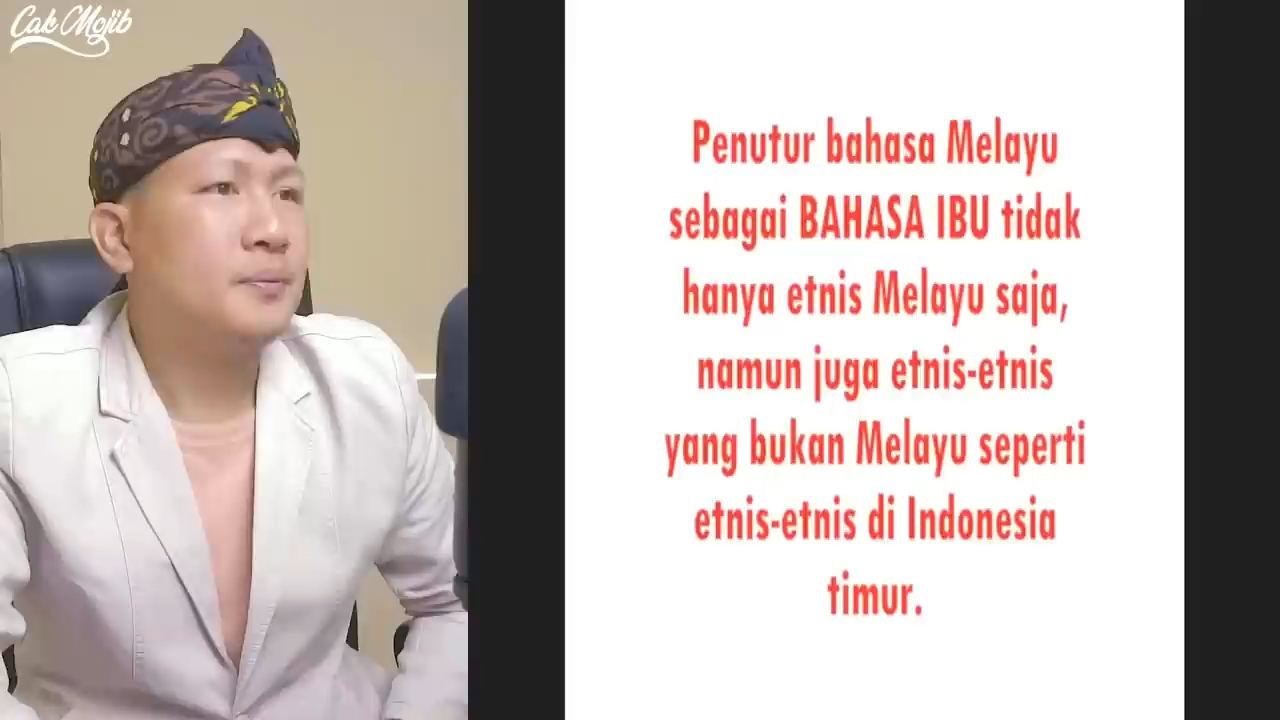 Cak Mojib
Penutur bahasa Melayu
sebagai BAHASA IBU tidak
hanya etnis Melayu saja,
namun juga etnis-etnis
yang bukan Melayu seperti
etnis-etnis di Indonesia
timur.